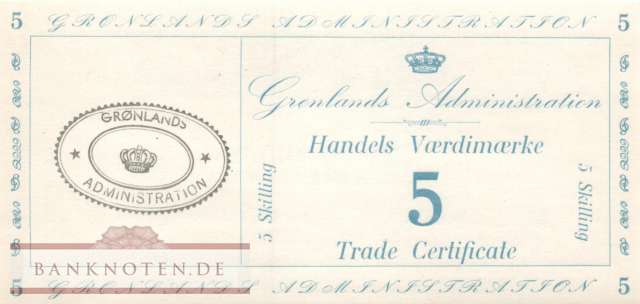 5 GRØNLANDS ADMINISTRATION 5
Grønlands Administration
GRØNLANDS
ADMINISTRATION
Handels Værdimærke
5 Skilling
5
5 Skilling
Trade Certificate
BANKNOTEN.DE
5 GRØNLANDS ADMINISTRATION 5